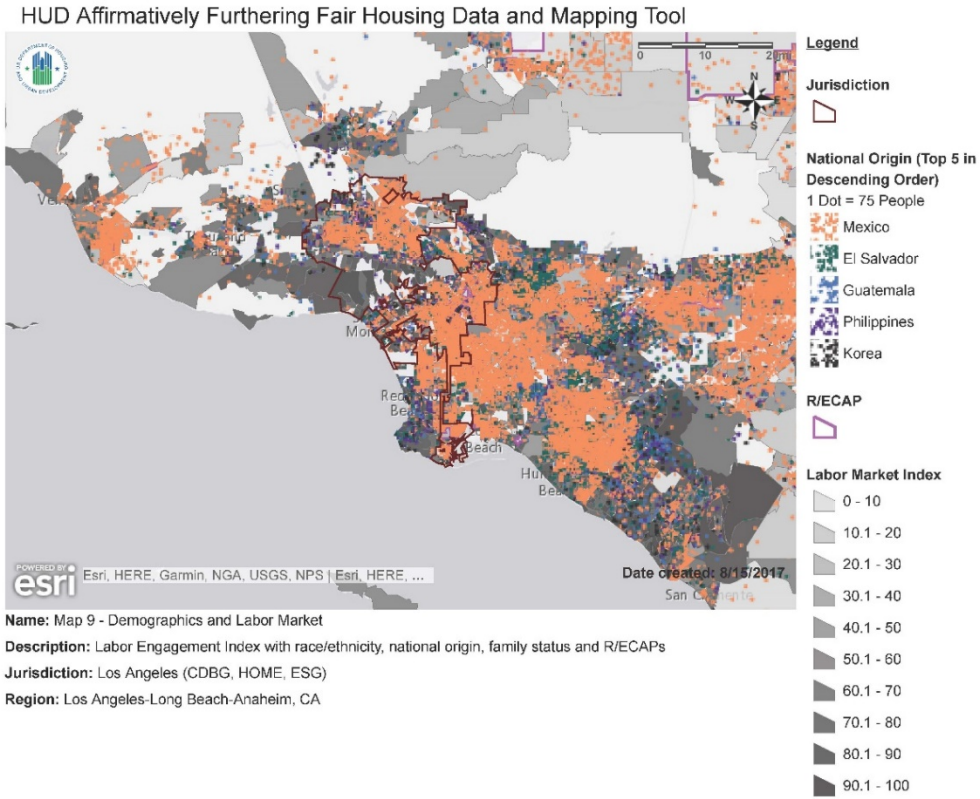 HUD Affirmatively Furthering Fair Housing Data and Mapping Tool
0 10
N
W E
S
Beach
Date created: 8/15/2017
POWERED BY
esri
Esri, HERE, Garmin, NGA, USGS, NPS | Esri, HERE, ...
Name: Map 9 - Demographics and Labor Market
Description: Labor Engagement Index with race/ethnicity, national origin, family status and R/ECAPs
Jurisdiction: Los Angeles (CDBG, HOME, ESG)
Region: Los Angeles-Long Beach-Anaheim, CA
Legend
Jurisdiction
National Origin (Top 5 in
Descending Order)
1 Dot = 75 People
Mexico
El Salvador
Guatemala
Philippines
Korea
R/ECAP
Labor Market Index
0 - 10
10.1 - 20
20.1 - 30
30.1 - 40
40.1 - 50
50.1 - 60
60.1 - 70
70.1 - 80
80.1 - 90
90.1 - 100